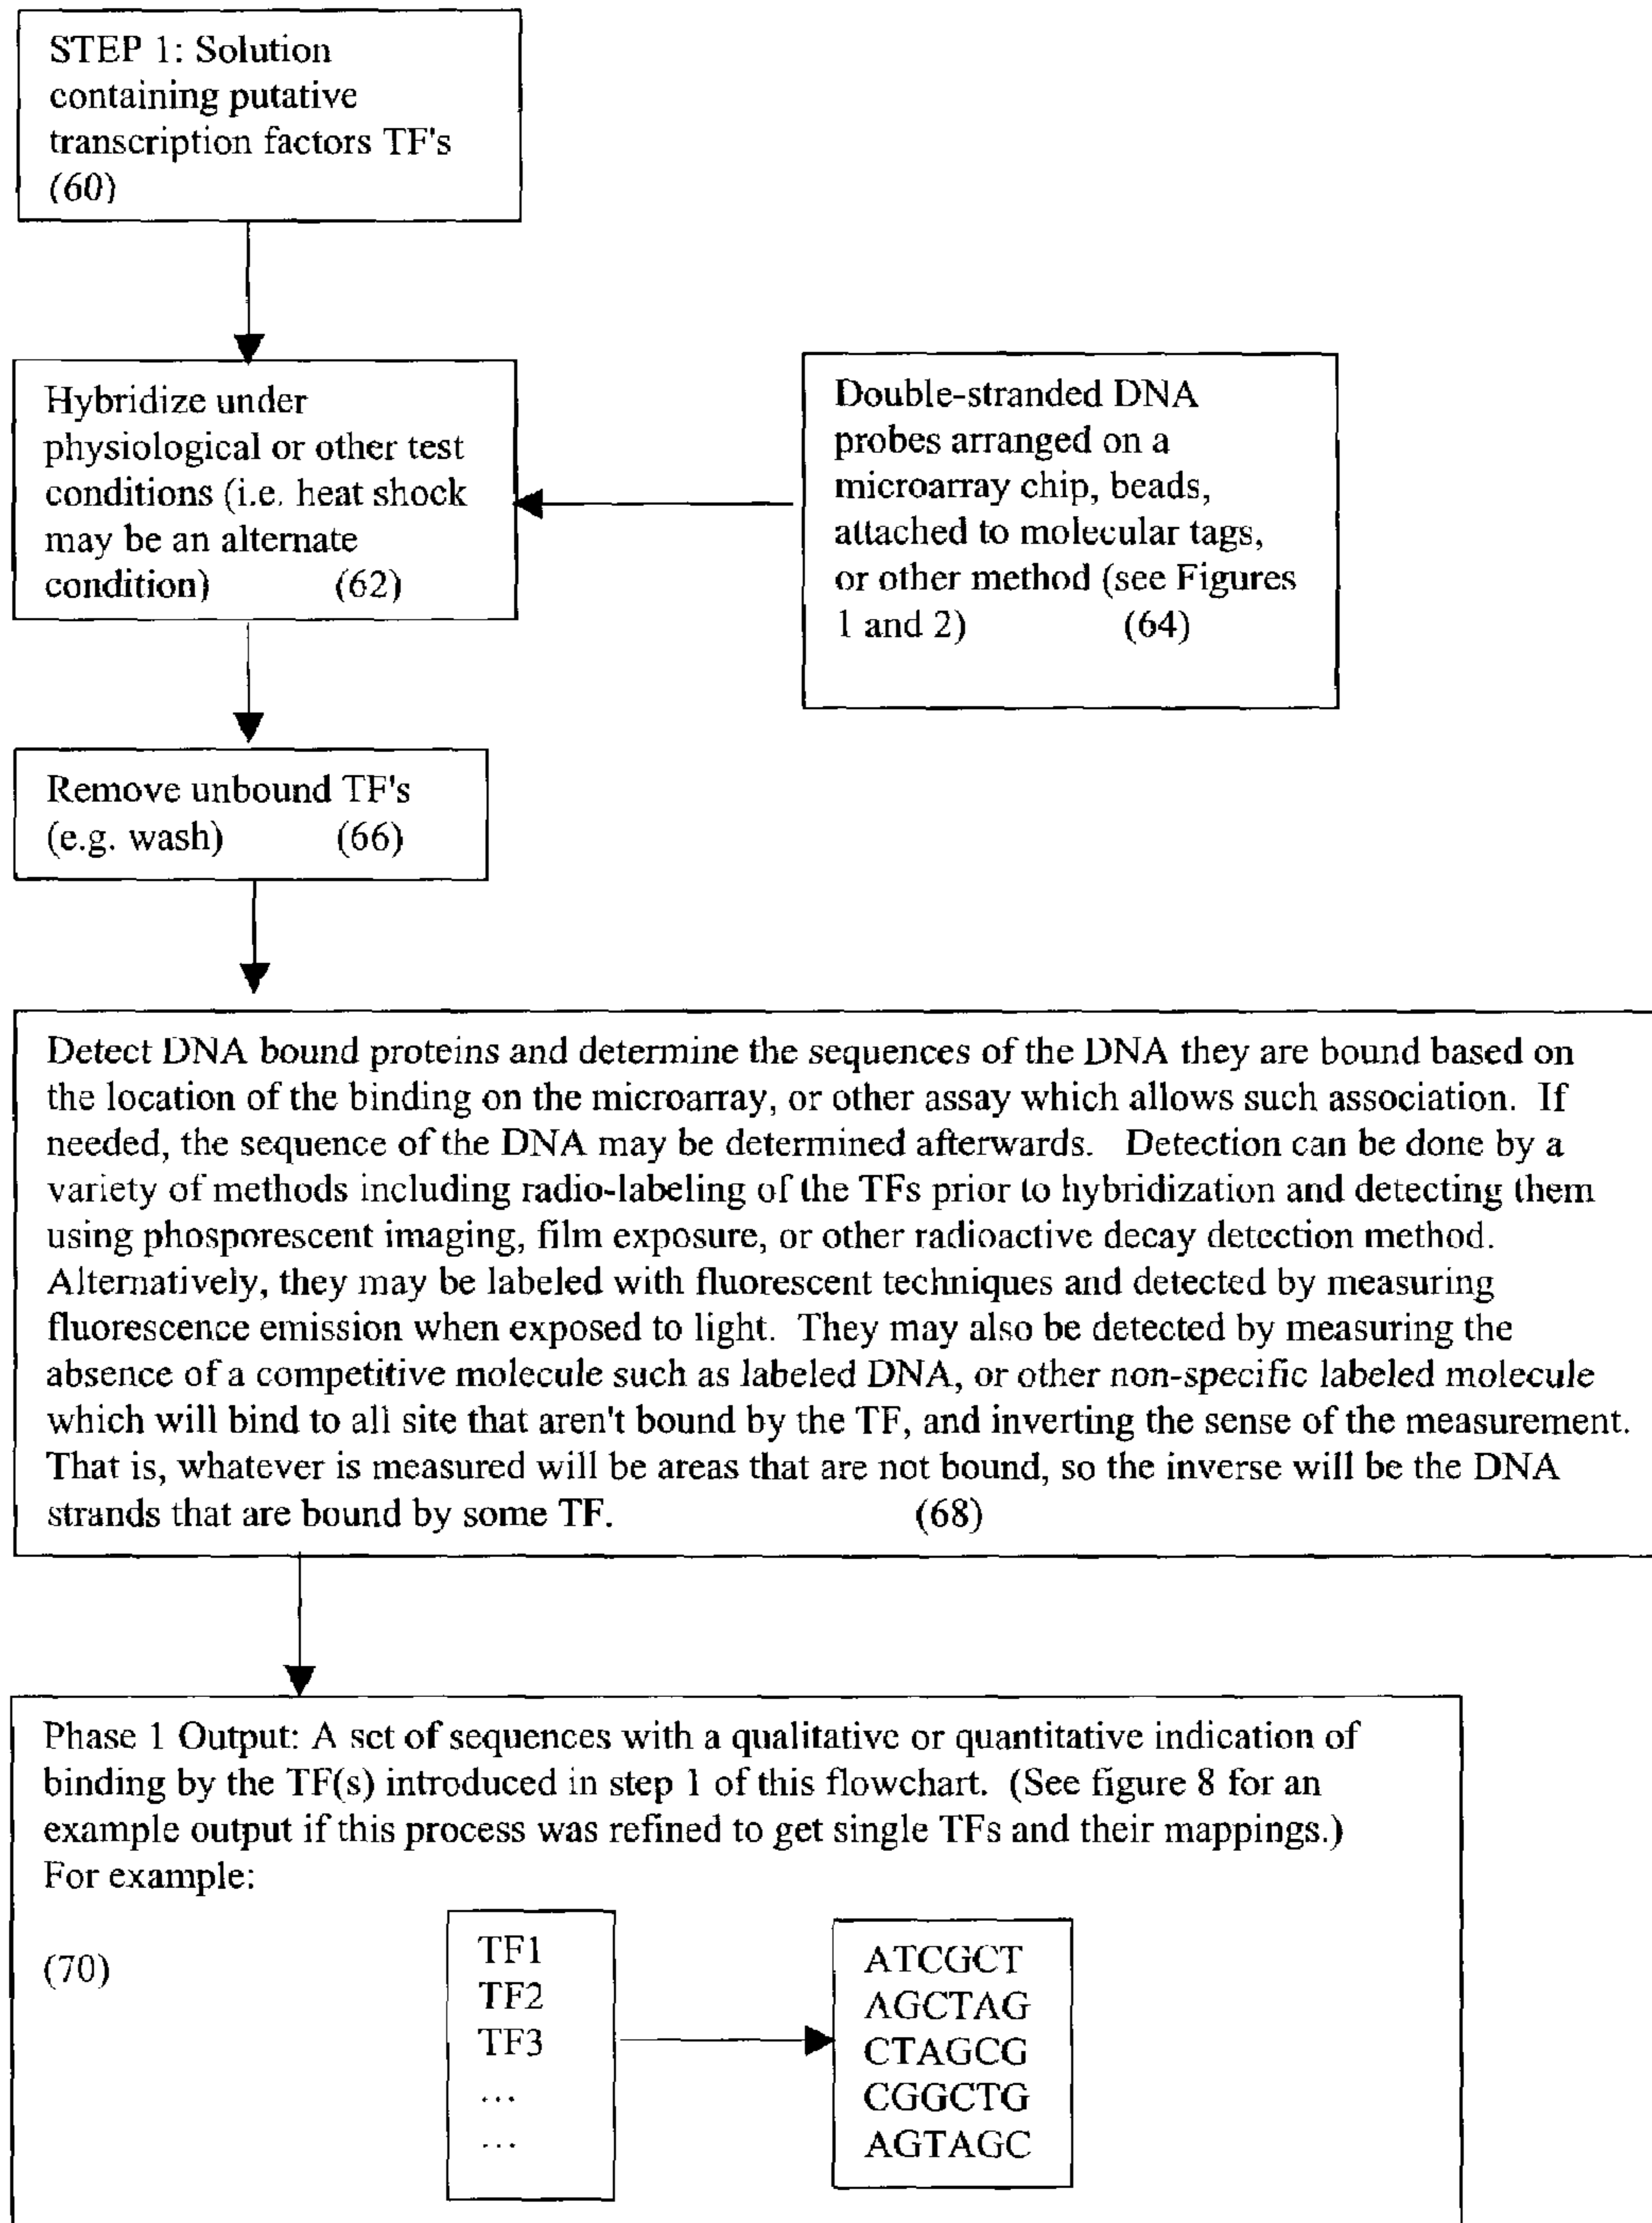 STEP 1: Solution
containing putative
transcription factors TF's
(60)
Hybridize under
physiological or other test
conditions (i.e. heat shock
may be an alternate
condition) (62)
Double-stranded DNA
probes arranged on a
microarray chip, beads,
attached to molecular tags,
or other method (see Figures
1 and 2) (64)
Remove unbound TF's
(e.g. wash) (66)
Detect DNA bound proteins and determine the sequences of the DNA they are bound based on
the location of the binding on the microarray, or other assay which allows such association. If
needed, the sequence of the DNA may be determined afterwards. Detection can be done by a
variety of methods including radio-labeling of the TFs prior to hybridization and detecting them
using phosporescent imaging, film exposure, or other radioactive decay detection method.
Alternatively, they may be labeled with fluorescent techniques and detected by measuring
fluorescence emission when exposed to light. They may also be detected by measuring the
absence of a competitive molecule such as labeled DNA, or other non-specific labeled molecule
which will bind to all site that aren't bound by the TF, and inverting the sense of the measurement.
That is, whatever is measured will be areas that are not bound, so the inverse will be the DNA
strands that are bound by some TF. (68)
Phase 1 Output: A set of sequences with a qualitative or quantitative indication of
binding by the TF(s) introduced in step 1 of this flowchart. (See figure 8 for an
example output if this process was refined to get single TFs and their mappings.)
For example:
(70)
TF1
TF2
TF3
...
...
ATCGCT
AGCTAG
CTAGCG
CGGCTG
AGTAGC